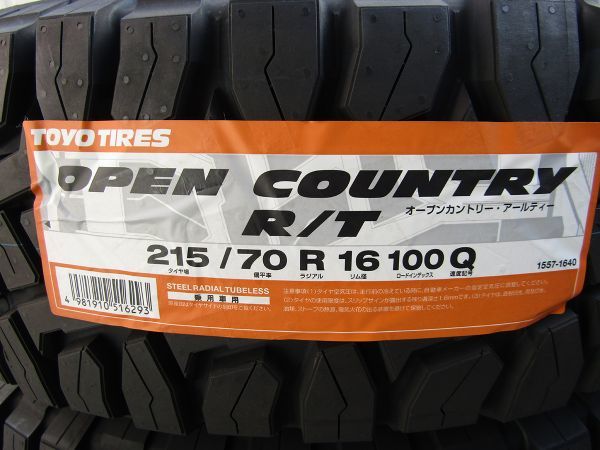 TOYO TIRES
OPEN COUNTRY
R/T
オープンカントリー・アールティー
215 / 70 R 16 100 Q
タイヤ幅 偏平率 ラジアル リム径 ロードインデックス 速度記号
1557-1640
STEEL RADIAL TUBELESS
乗用車用
4 981910 516293